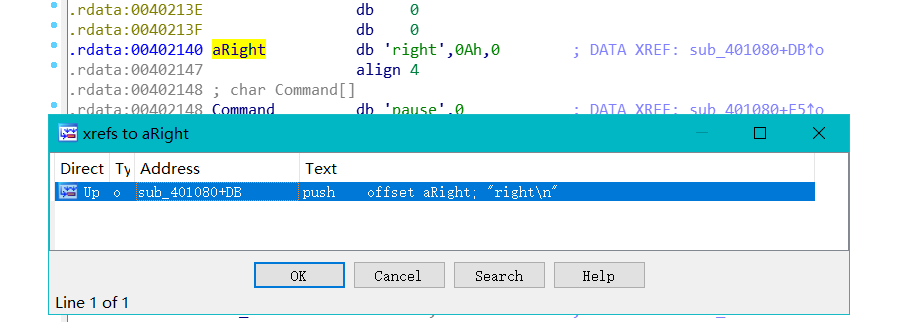 .rdata:0040213E db 0
.rdata:0040213F db 0
.rdata:00402140 aRight db 'right',0Ah,0 ; DATA XREF: sub_401080+DB↑o
.rdata:00402147 align 4
.rdata:00402148 ; char Command[]
.rdata:00402148 Command db 'pause',0 ; DATA XREF: sub_401080+F5↑o
xrefs to aRight
Direct Ty Address Text
Up o sub_401080+DB push offset aRight; "right\n"
OK Cancel Search Help
Line 1 of 1